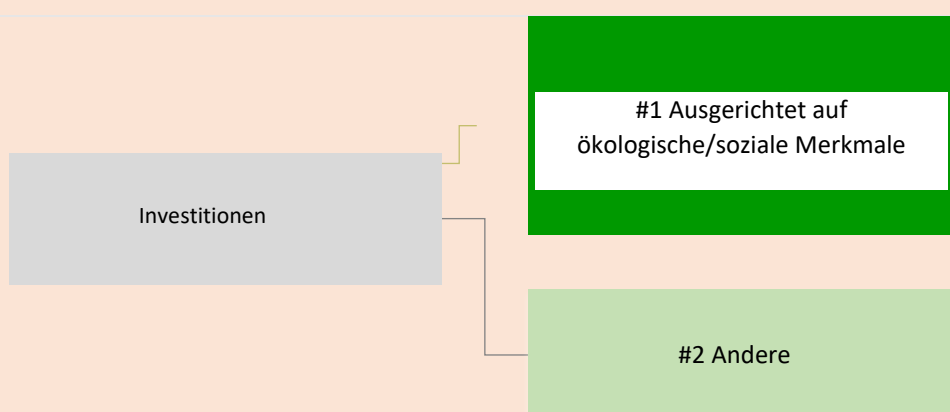 #1 Ausgerichtet auf
ökologische/soziale Merkmale
Investitionen
#2 Andere